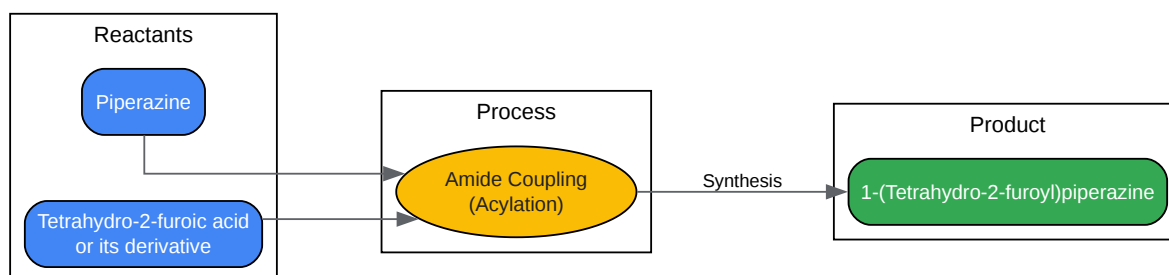 Reactants
Piperazine
Tetrahydro-2-furoic acid
or its derivative
Process
Amide Coupling
(Acylation)
Synthesis
Product
1-(Tetrahydro-2-furoyl)piperazine